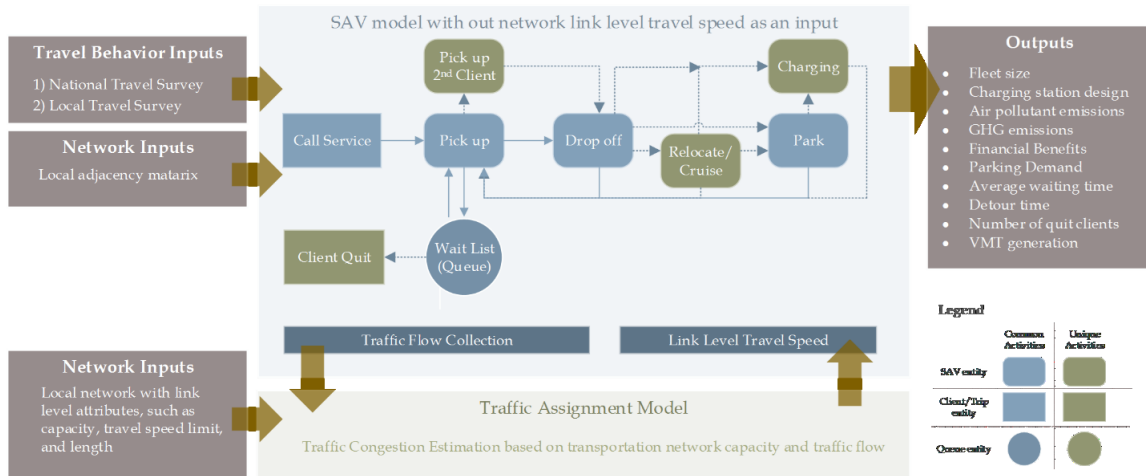 SAV model with out network link level travel speed as an input
Travel Behavior Inputs
1) National Travel Survey
2) Local Travel Survey
Network Inputs
Local adjacency matarix
Call Service
Pick up
2nd Client
Pick up
Drop off
Relocate/
Cruise
Charging
Park
Wait List
(Queue)
Client Quit
Traffic Flow Collection
Link Level Travel Speed
Outputs
• Fleet size
• Charging station design
• Air pollutant emissions
• GHG emissions
• Financial Benefits
• Parking Demand
• Average waiting time
• Detour time
• Number of quit clients
• VMT generation
Network Inputs
Local network with link
level attributes, such as
capacity, travel speed limit,
and length
Traffic Assignment Model
Traffic Congestion Estimation based on transportation network capacity and traffic flow
Legend
Common
Activities
Unique
Activities
SAV entity
Client/Trip
entity
Queue entity